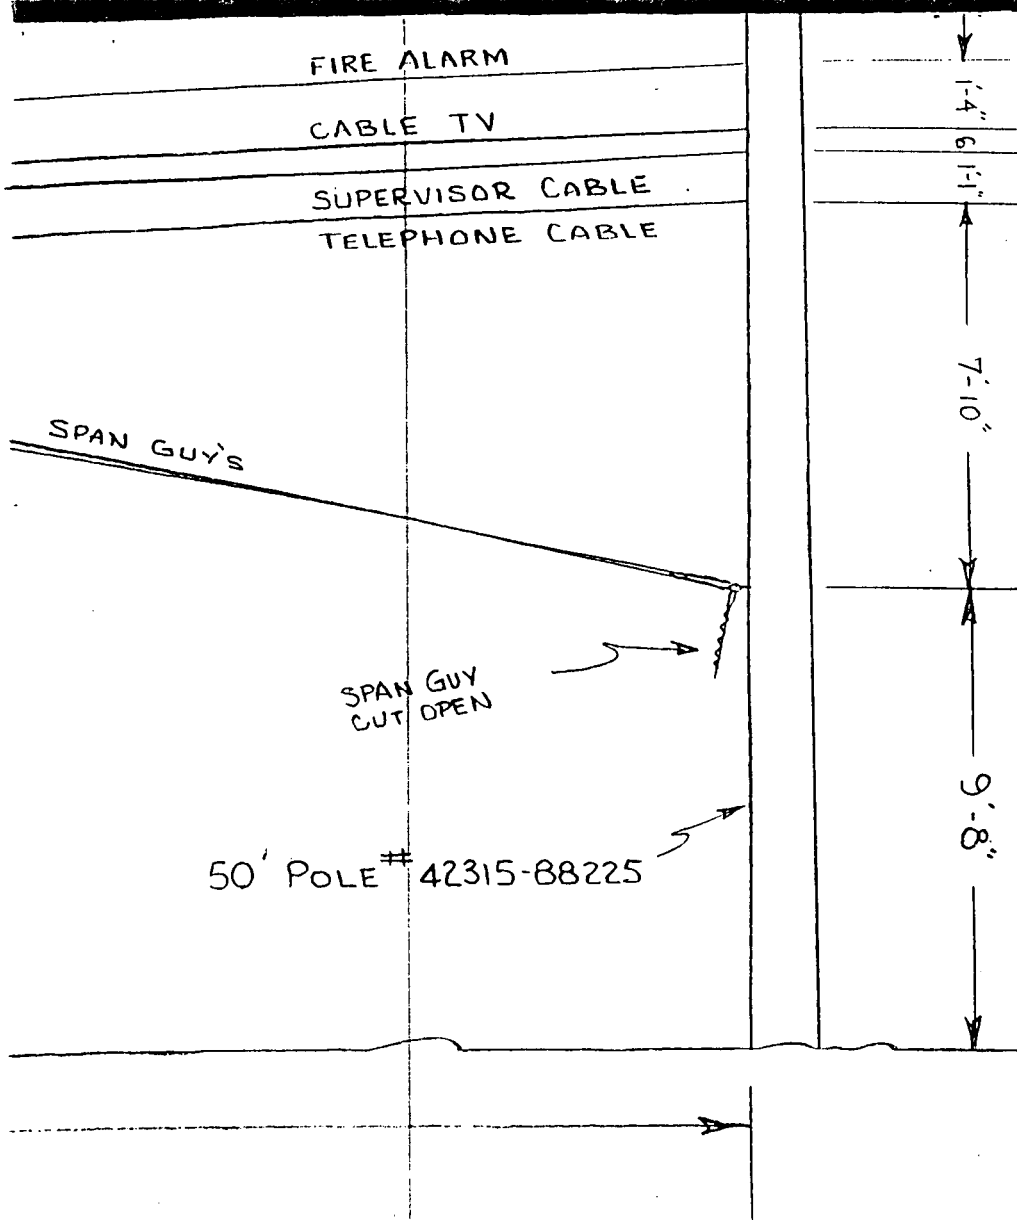 FIRE ALARM
CABLE TV
SUPERVISOR CABLE
TELEPHONE CABLE
1'-4"
6
1'-1"
7'-10"
SPAN GUY'S
SPAN GUY
CUT OPEN
9'-8"
50' POLE # 42315-88225